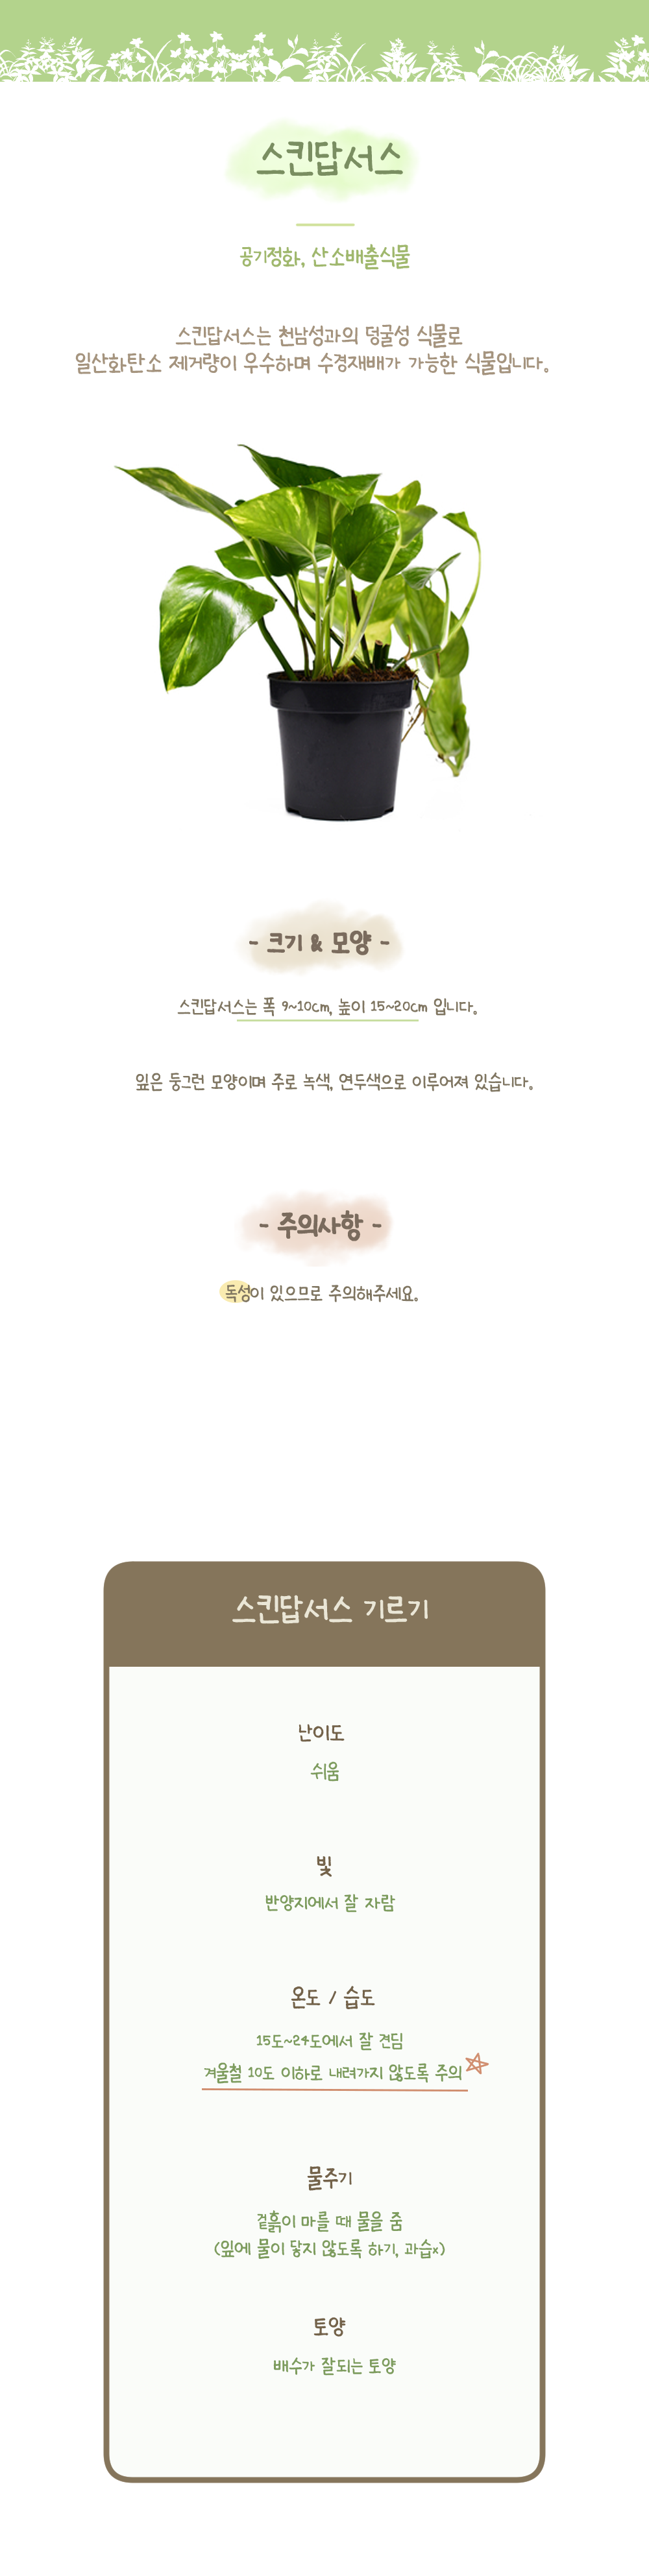 스킨답서스
공기정화, 산소배출식물
스킨답서스는 천남성과의 덩굴성 식물로
일산화탄소 제거량이 우수하며 수경재배가 가능한 식물입니다.
- 크기 & 모양 -
스킨답서스는 폭 9~10cm, 높이 15~20cm 입니다.
잎은 둥그런 모양이며 주로 녹색, 연두색으로 이루어져 있습니다.
- 주의사항 -
독성이 있으므로 주의해주세요.
스킨답서스 기르기
난이도
쉬움
빛
반양지에서 잘 자람
온도 / 습도
15도~24도에서 잘 견딤
겨울철 10도 이하로 내려가지 않도록 주의
물주기
겉흙이 마를 때 물을 줌
(잎에 물이 닿지 않도록 하기, 과습x)
토양
배수가 잘되는 토양